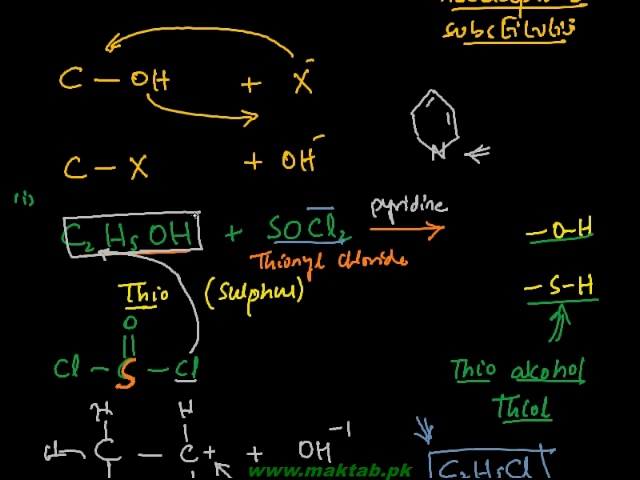 substitution
C — OH + X⁻
C — X + OH⁻
N
(i)
C₂H₅OH + SOCl₂ pyridine
Thionyl chloride
—O—H
Thio (Sulphur)
—S—H
O
Cl — S — Cl
Thio alcohol
Thiol
H H
C — C+ + OH⁻¹
C₂H₅Cl
www.maktab.pk